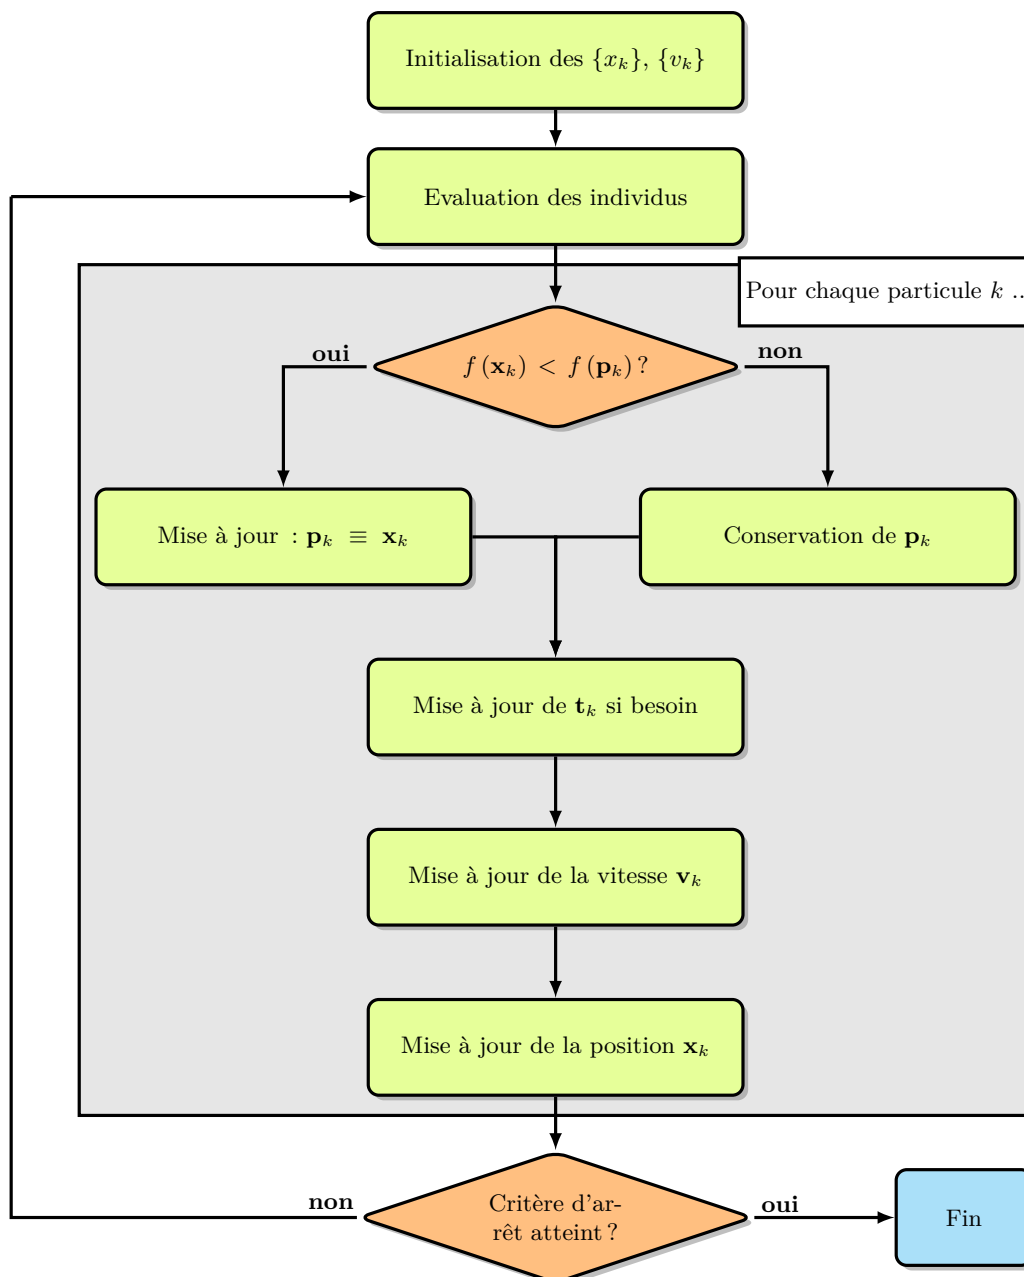 Initialisation des {x_k}, {v_k}
Evaluation des individus
Pour chaque particule k ..
oui
non
f (x_k) < f (p_k) ?
Mise à jour : p_k ≡ x_k
Conservation de p_k
Mise à jour de t_k si besoin
Mise à jour de la vitesse v_k
Mise à jour de la position x_k
non
Critère d'ar-
rêt atteint ?
oui
Fin